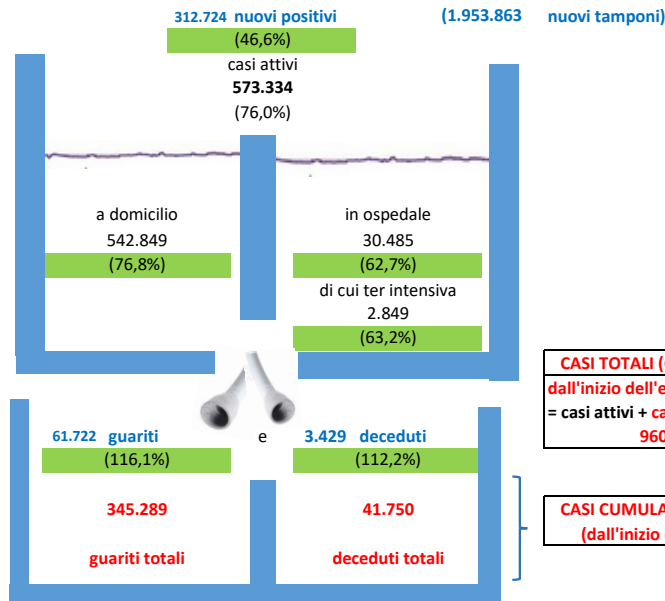 312.724 nuovi positivi (1.953.863 nuovi tamponi)
(46,6%)
casi attivi
573.334
(76,0%)
a domicilio in ospedale
542.849 30.485
(76,8%) (62,7%)
di cui ter intensiva
2.849
(63,2%)
CASI TOTALI (
dall'inizio dell'e
= casi attivi + ca
960
61.722 guariti e 3.429 deceduti
(116,1%) (112,2%)
345.289 41.750
CASI CUMULA
(dall'inizio
guariti totali deceduti totali